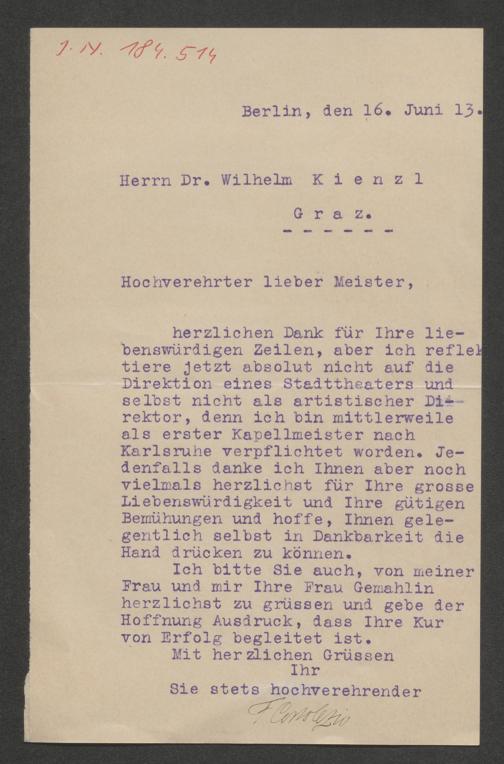 J. N. 184.514
Berlin, den 16. Juni 13.
Herrn Dr. Wilhelm K i e n z l
G r a z.
- - - - - -
Hochverehrter lieber Meister,
herzlichen Dank für Ihre lie-
benswürdigen Zeilen, aber ich reflek
tiere jetzt absolut nicht auf die
Direktion eines Stadttheaters und
selbst nicht als artistischer Di-
rektor, denn ich bin mittlerweile
als erster Kapellmeister nach
Karlsruhe verpflichtet worden. Je-
denfalls danke ich Ihnen aber noch
vielmals herzlichst für Ihre grosse
Liebenswürdigkeit und Ihre gütigen
Bemühungen und hoffe, Ihnen gele-
gentlich selbst in Dankbarkeit die
Hand drücken zu können.
Ich bitte Sie auch, von meiner
Frau und mir Ihre Frau Gemahlin
herzlichst zu grüssen und gebe der
Hoffnung Ausdruck, dass Ihre Kur
von Erfolg begleitet ist.
Mit herzlichen Grüssen
Ihr
Sie stets hochverehrender
F. Cortolezis